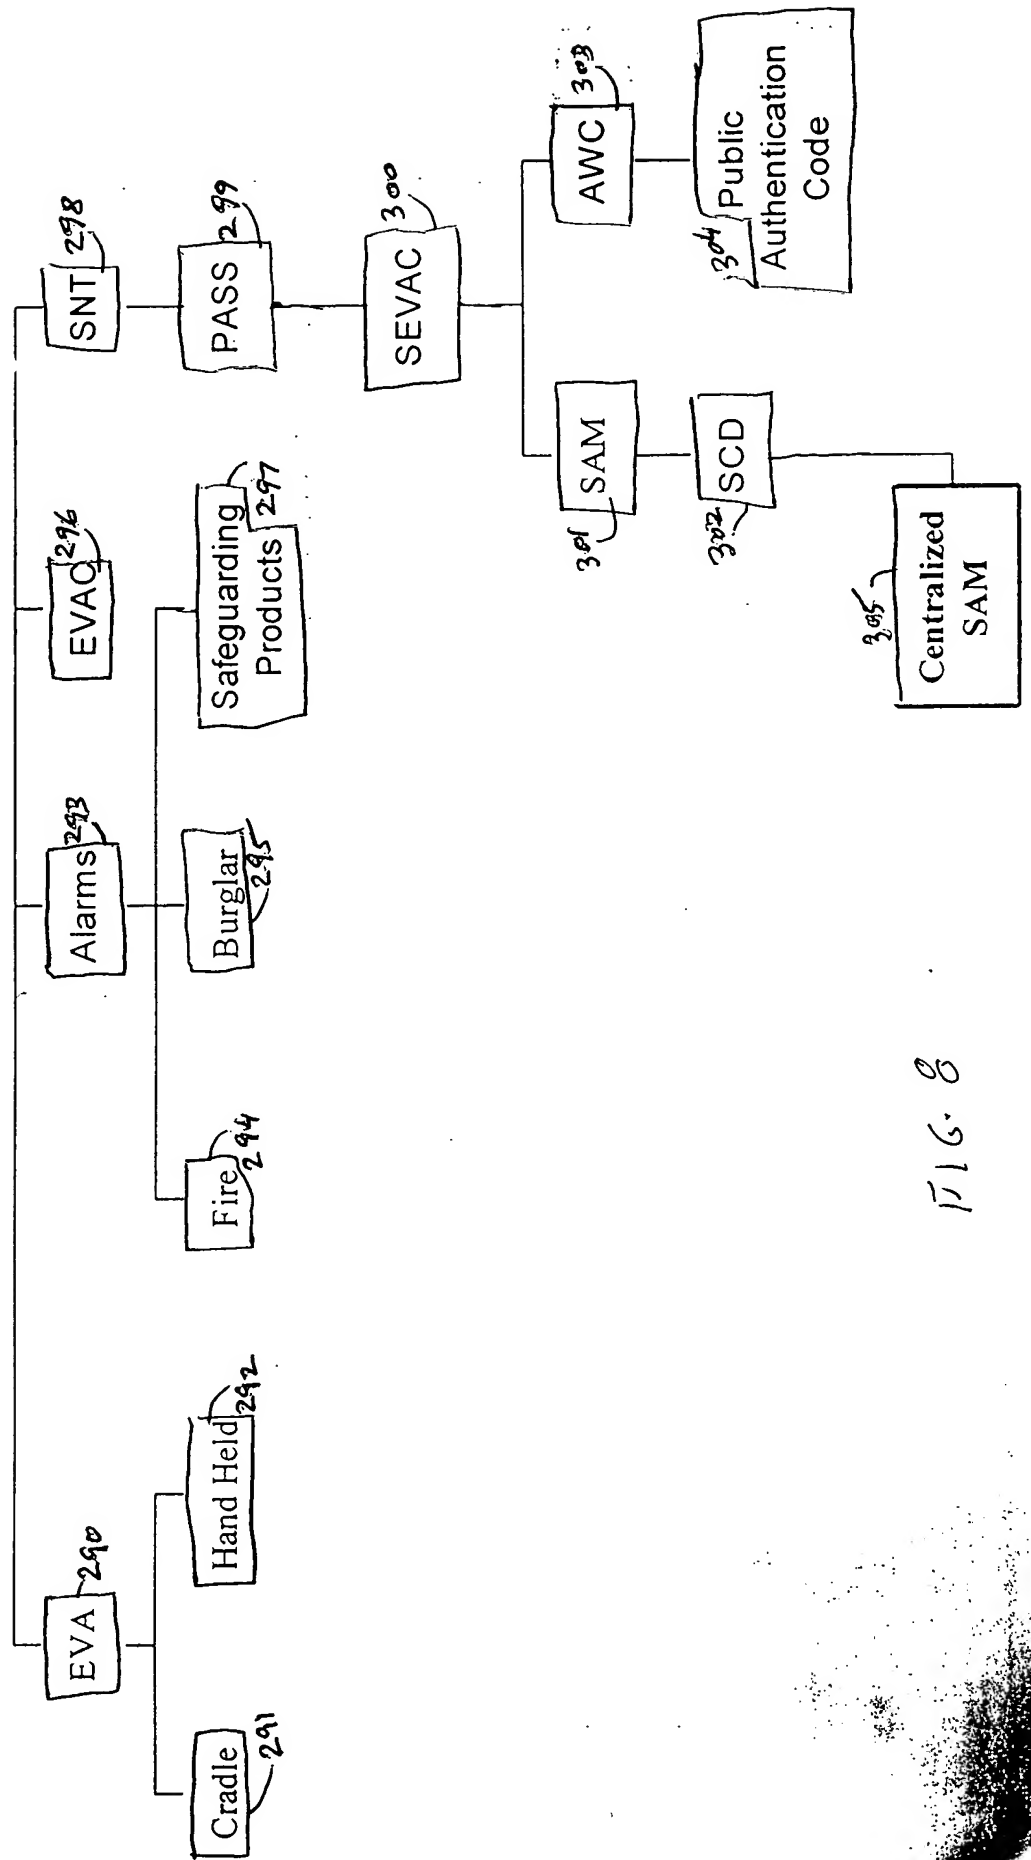 EVA
290
Alarms
293
EVAC
296
SNT
298
Cradle
291
Hand Held
292
Fire
294
Burglar
295
Safeguarding
Products
297
PASS
299
SEVAC
300
SAM
301
AWC
303
SCD
302
304
Public
Authentication
Code
305
Centralized
SAM
FIG. 8